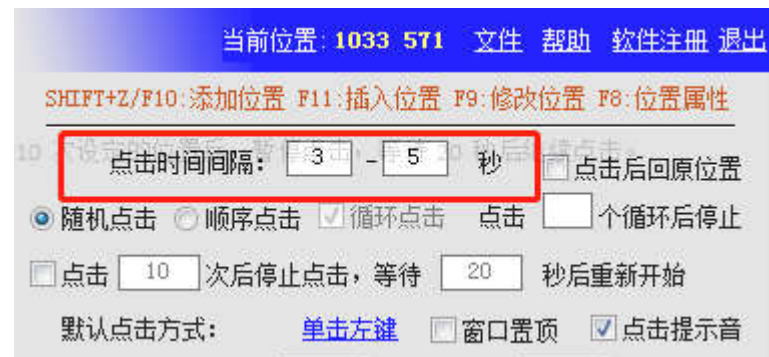 当前位置: 1033 571 文件 帮助 软件注册 退出
SHIFT+Z/F10:添加位置 F11:插入位置 F9:修改位置 F8:位置属性
点击时间间隔: 3 - 5 秒 点击后回原位置
随机点击 顺序点击 循环点击 点击 个循环后停止
点击 10 次后停止点击,等待 20 秒后重新开始
默认点击方式: 单击左键 窗口置顶 点击提示音